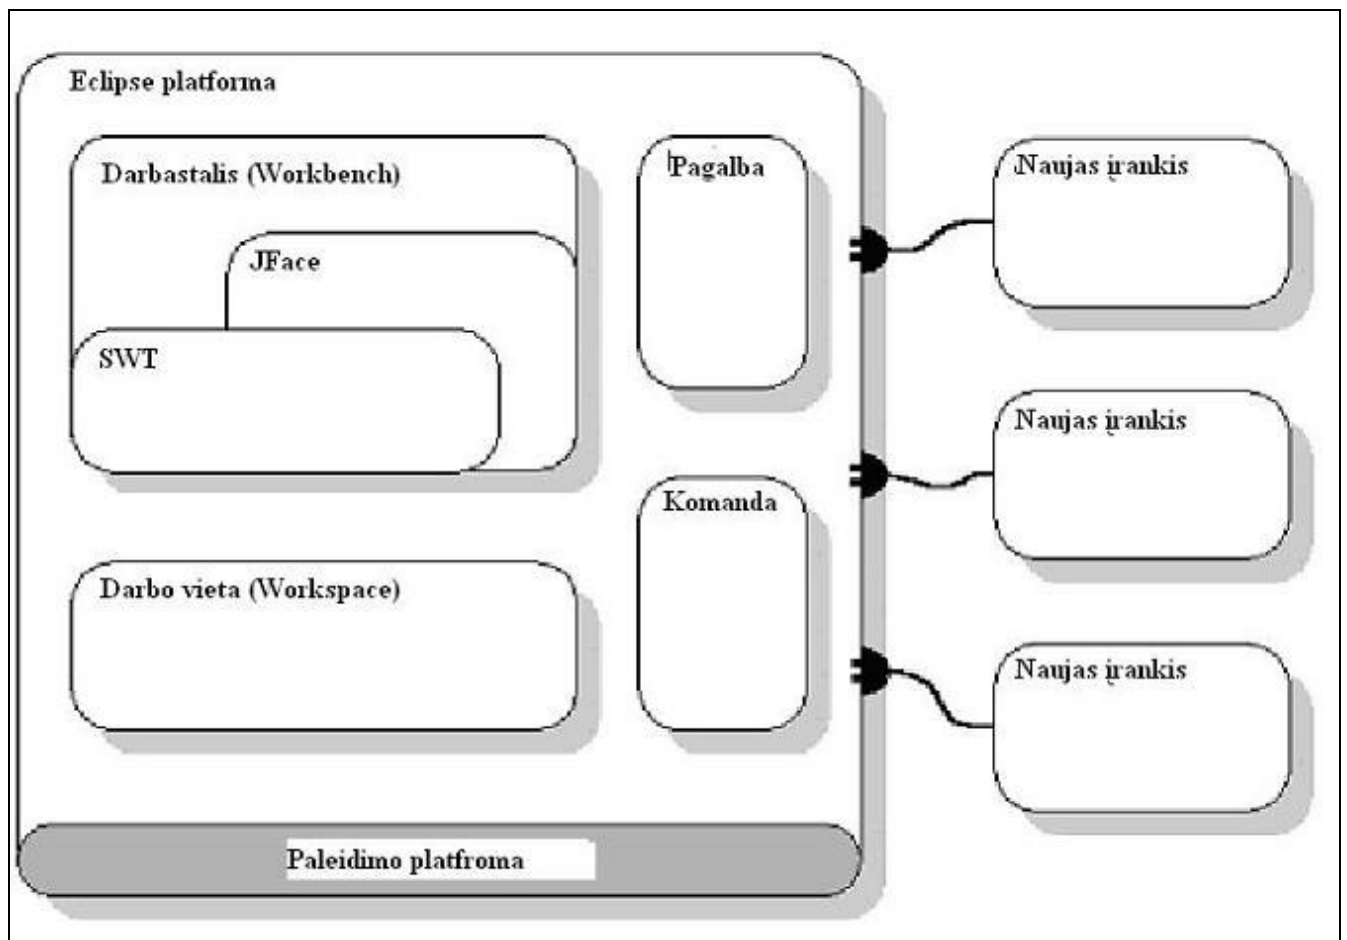 Eclipse platforma
Darbastalis (Workbench)
JFace
SWT
Pagalba
Komanda
Darbo vieta (Workspace)
Paleidimo platfroma
Naujas įrankis
Naujas įrankis
Naujas įrankis